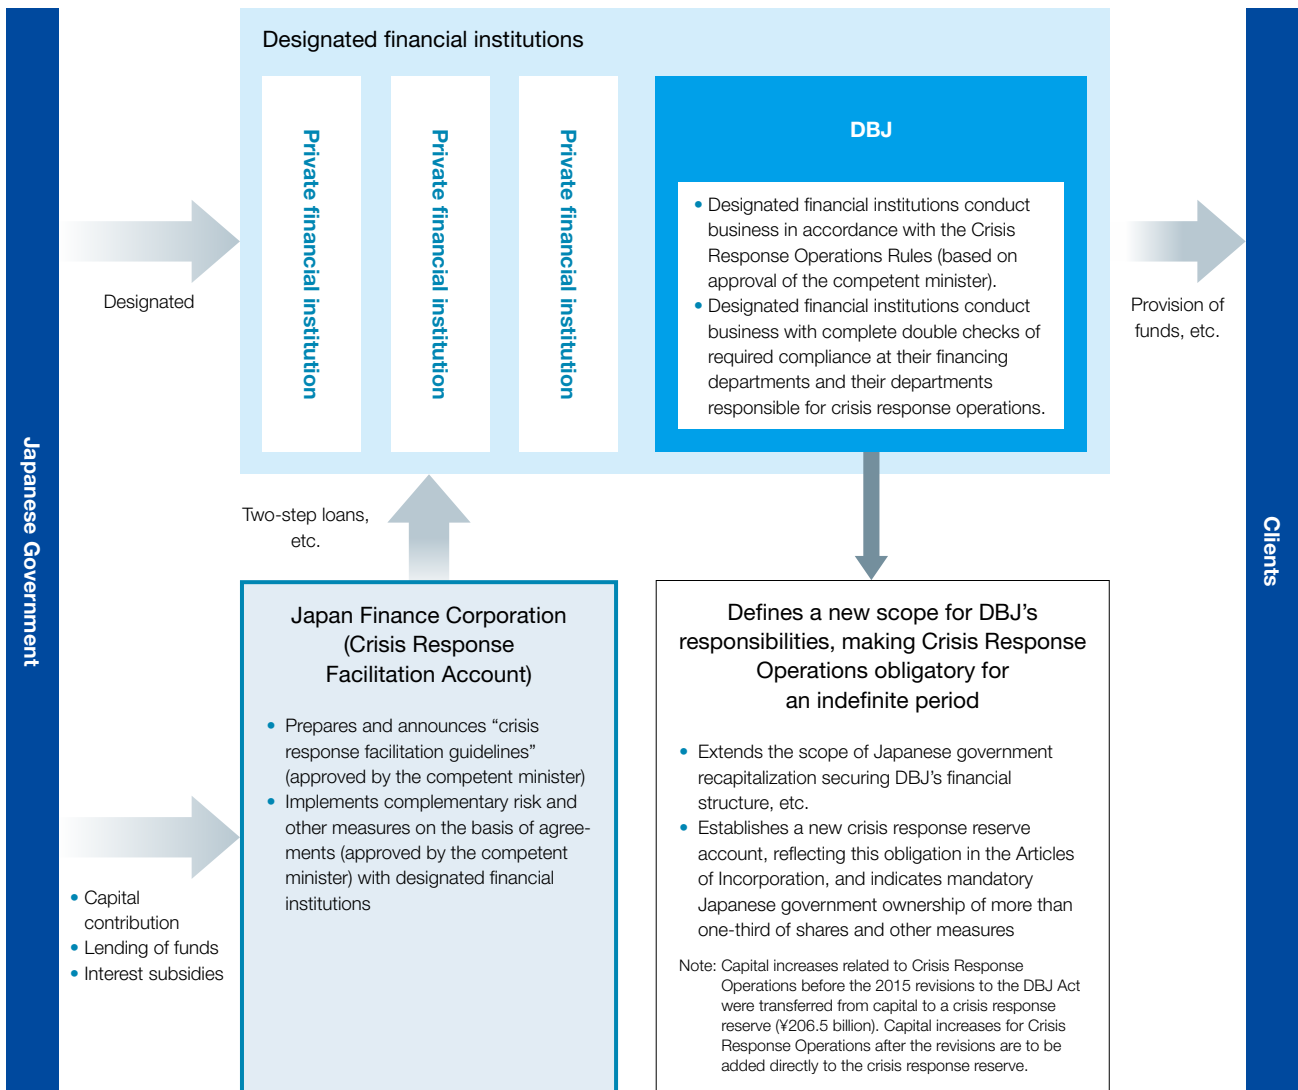 Japanese Government
Designated financial institutions
Private financial institution
Private financial institution
Private financial institution
DBJ
• Designated financial institutions conduct
business in accordance with the Crisis
Response Operations Rules (based on
approval of the competent minister).
• Designated financial institutions conduct
business with complete double checks of
required compliance at their financing
departments and their departments
responsible for crisis response operations.
Designated
Provision of
funds, etc.
Clients
Two-step loans,
etc.
Japan Finance Corporation
(Crisis Response
Facilitation Account)
• Prepares and announces “crisis
response facilitation guidelines”
(approved by the competent minister)
• Implements complementary risk and
other measures on the basis of agree-
ments (approved by the competent
minister) with designated financial
institutions
• Capital
contribution
• Lending of funds
• Interest subsidies
Defines a new scope for DBJ’s
responsibilities, making Crisis Response
Operations obligatory for
an indefinite period
• Extends the scope of Japanese government
recapitalization securing DBJ’s financial
structure, etc.
• Establishes a new crisis response reserve
account, reflecting this obligation in the Articles
of Incorporation, and indicates mandatory
Japanese government ownership of more than
one-third of shares and other measures
Note: Capital increases related to Crisis Response
Operations before the 2015 revisions to the DBJ Act
were transferred from capital to a crisis response
reserve (¥206.5 billion). Capital increases for Crisis
Response Operations after the revisions are to be
added directly to the crisis response reserve.